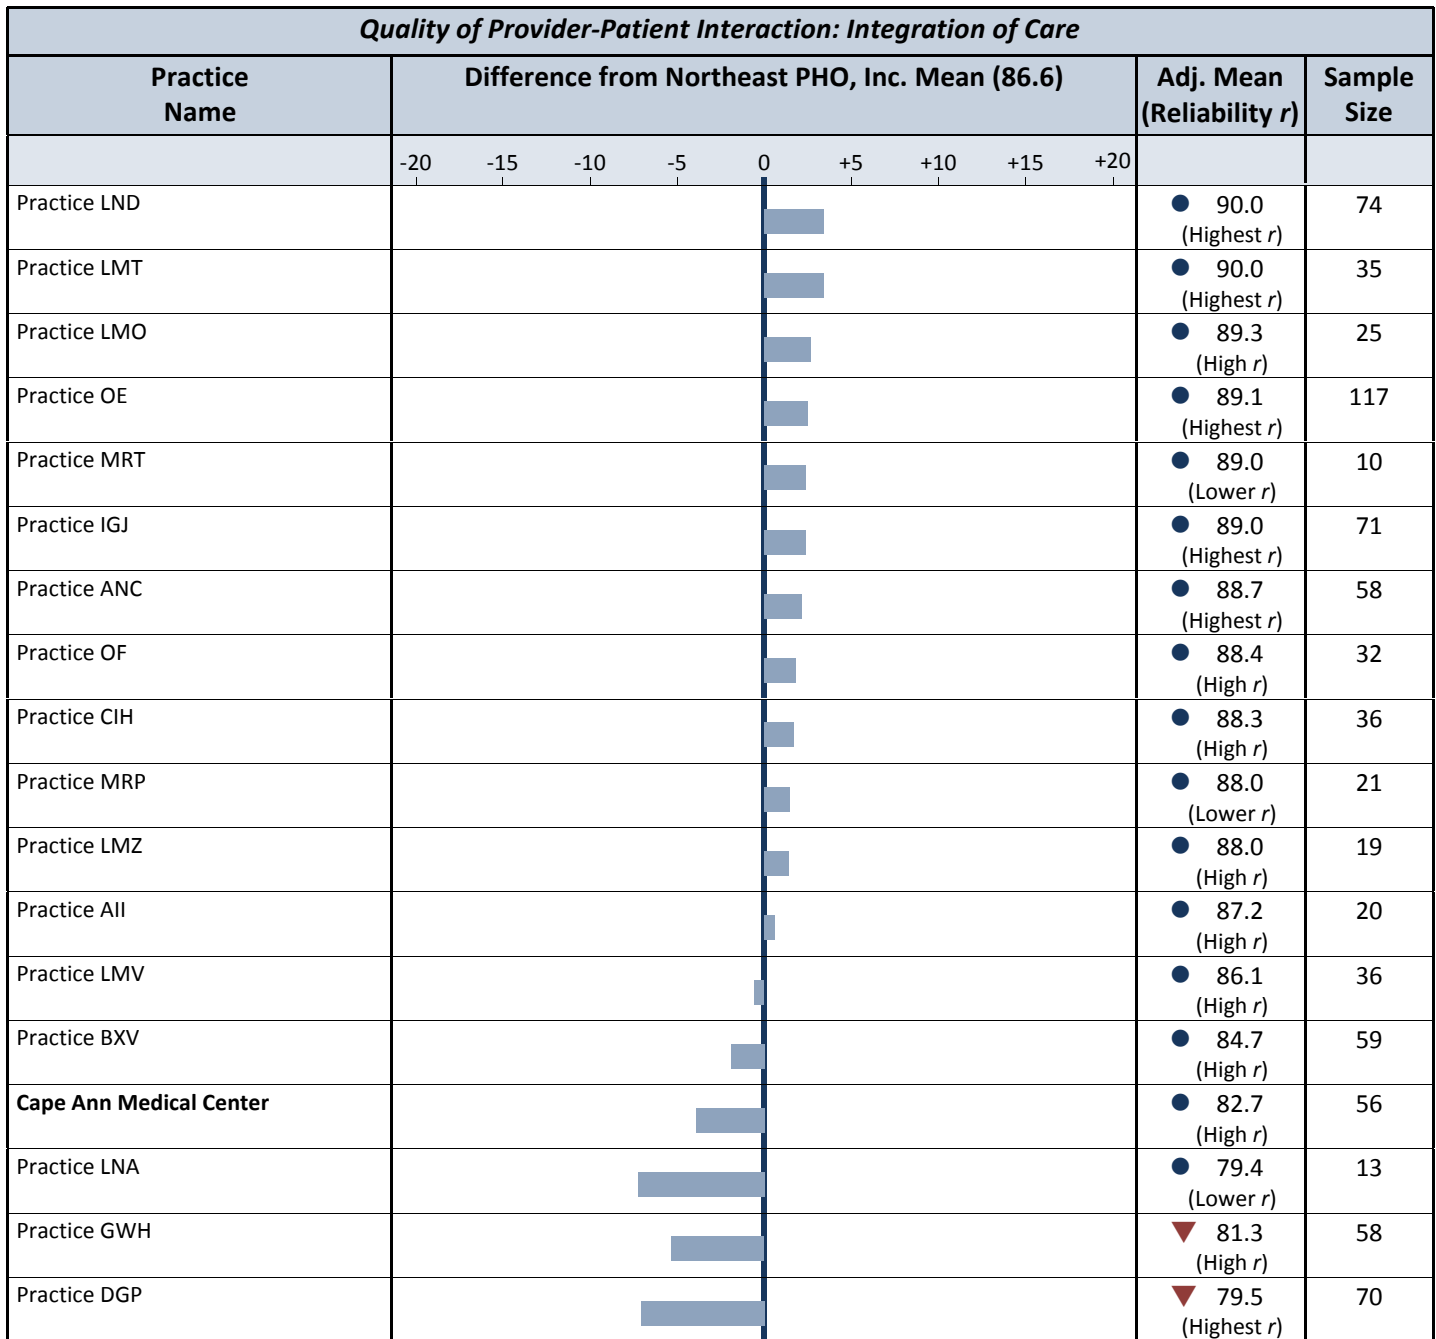 Quality of Provider-Patient Interaction: Integration of Care
Practice
Name
Difference from Northeast PHO, Inc. Mean (86.6)
Adj. Mean
(Reliability r)
Sample
Size
-20 -15 -10 -5 0 +5 +10 +15 +20
Practice LND 90.0 74
(Highest r)
Practice LMT 90.0 35
(Highest r)
Practice LMO 89.3 25
(High r)
Practice OE 89.1 117
(Highest r)
Practice MRT 89.0 10
(Lower r)
Practice IGJ 89.0 71
(Highest r)
Practice ANC 88.7 58
(Highest r)
Practice OF 88.4 32
(High r)
Practice CIH 88.3 36
(High r)
Practice MRP 88.0 21
(Lower r)
Practice LMZ 88.0 19
(High r)
Practice AII 87.2 20
(High r)
Practice LMV 86.1 36
(High r)
Practice BXV 84.7 59
(High r)
Cape Ann Medical Center 82.7 56
(High r)
Practice LNA 79.4 13
(Lower r)
Practice GWH 81.3 58
(High r)
Practice DGP 79.5 70
(Highest r)